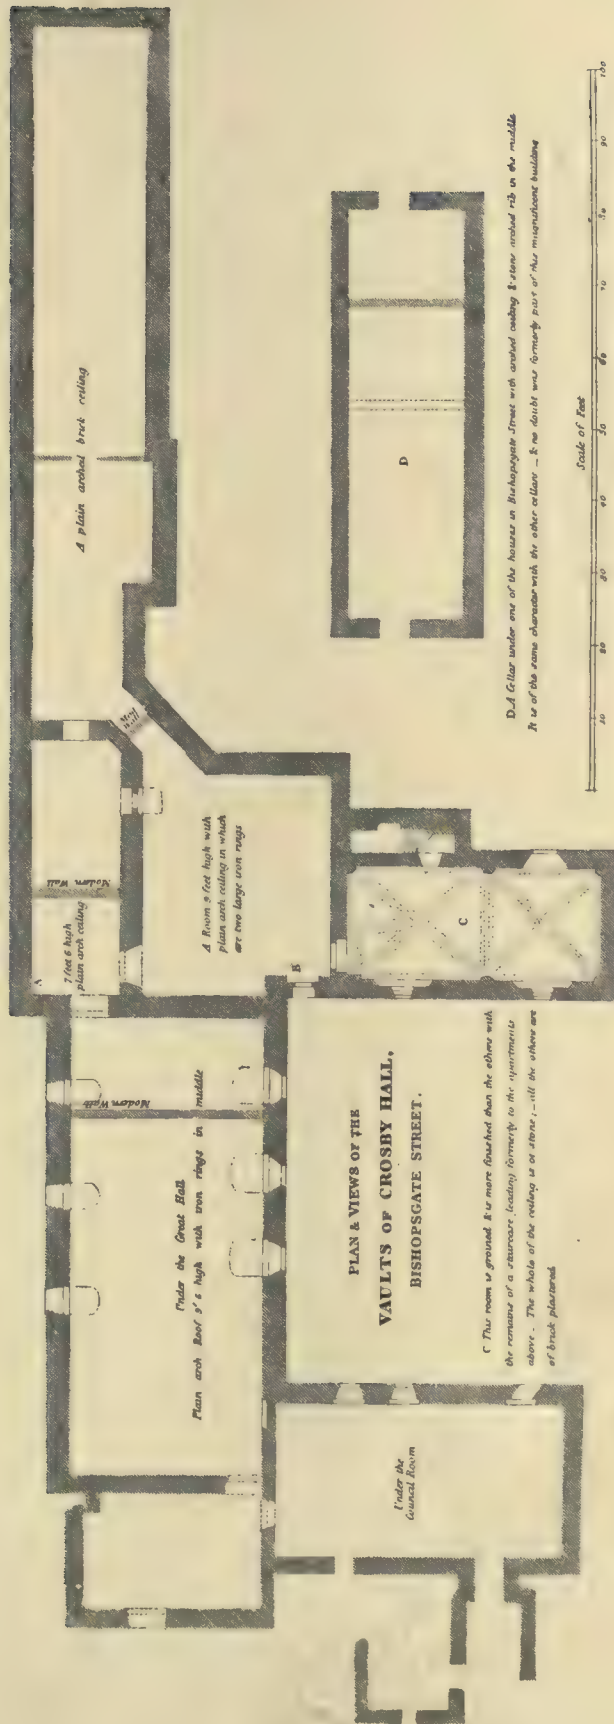 PLAN & VIEWS OF THE
VAULTS OF CROSBY HALL,
BISHOPSGATE STREET.
A plain arched brick ceiling
Mod
Wall
Modern Wall
A
7 feet 6 high
plain arch ceiling
A Room 9 feet high with
plain arch ceiling in which
are two large iron rings
B
C
Modern Wall
Under the Great Hall
Plain arch Roof 9' 6 high with iron rings in middle
Under the
Council Room
C This room is groined & is more finished than the others with
the remains of a staircase leading formerly to the apartments
above. The whole of the ceiling is of stone, _ all the others are
of brick plastered
D
D. A Cellar under one of the houses in Bishopsgate Street with arched ceiling & stone arched rib in the middle
It is of the same character with the other cellars _ & no doubt was formerly part of this magnificent building
Scale of Feet
10 20 30 40 50 60 70 80 90 100